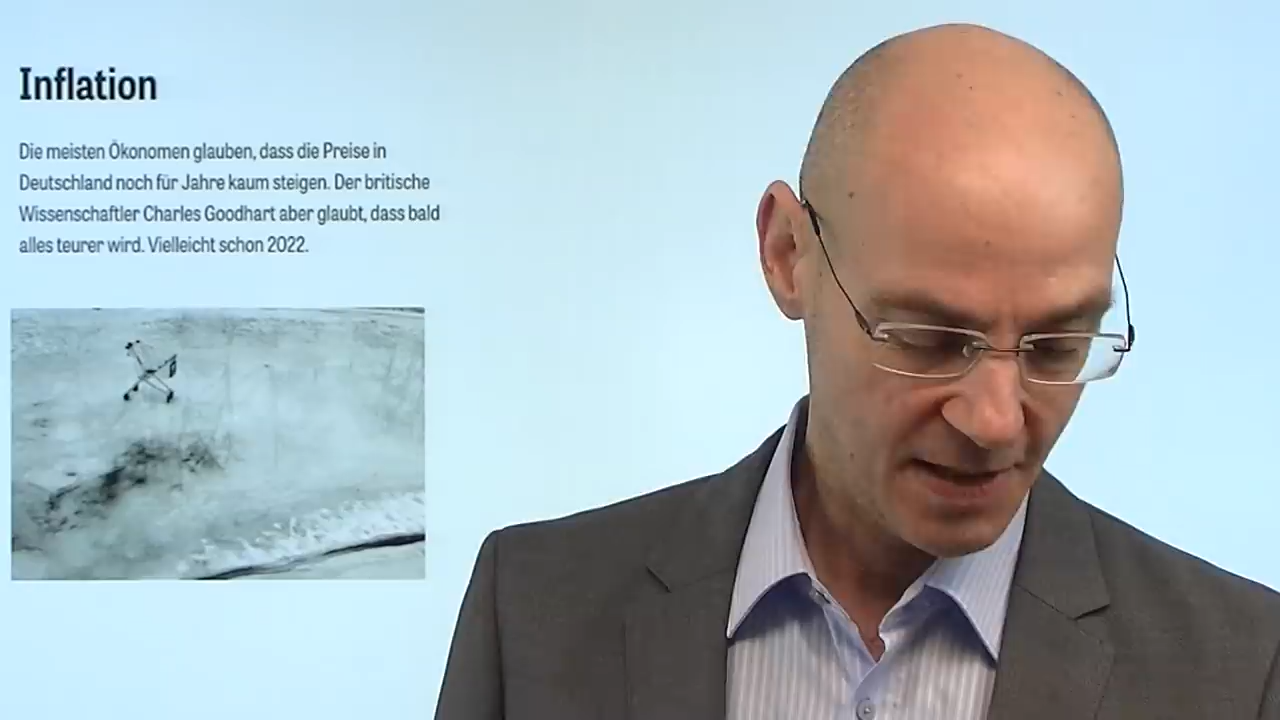 Inflation
Die meisten Ökonomen glauben, dass die Preise in
Deutschland noch für Jahre kaum steigen. Der britische
Wissenschaftler Charles Goodhart aber glaubt, dass bald
alles teurer wird. Vielleicht schon 2022.